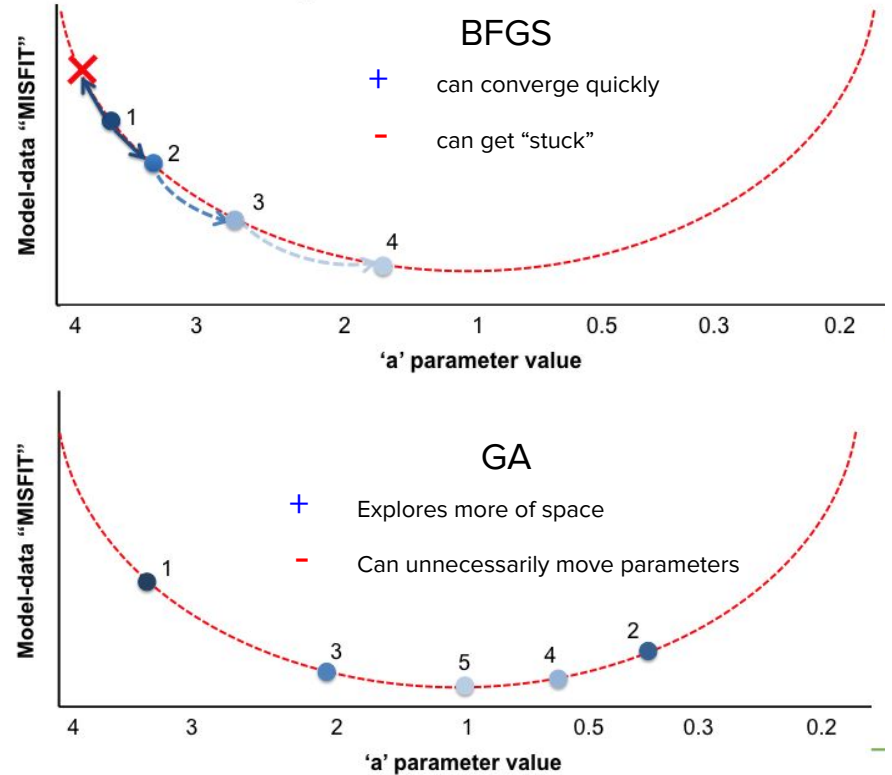 BFGS
+ can converge quickly
- can get “stuck”
Model-data “MISFIT”
1
2
3
4
4 3 2 1 0.5 0.3 0.2
‘a’ parameter value
GA
+ Explores more of space
- Can unnecessarily move parameters
Model-data “MISFIT”
1
3
5
4
2
4 3 2 1 0.5 0.3 0.2
‘a’ parameter value